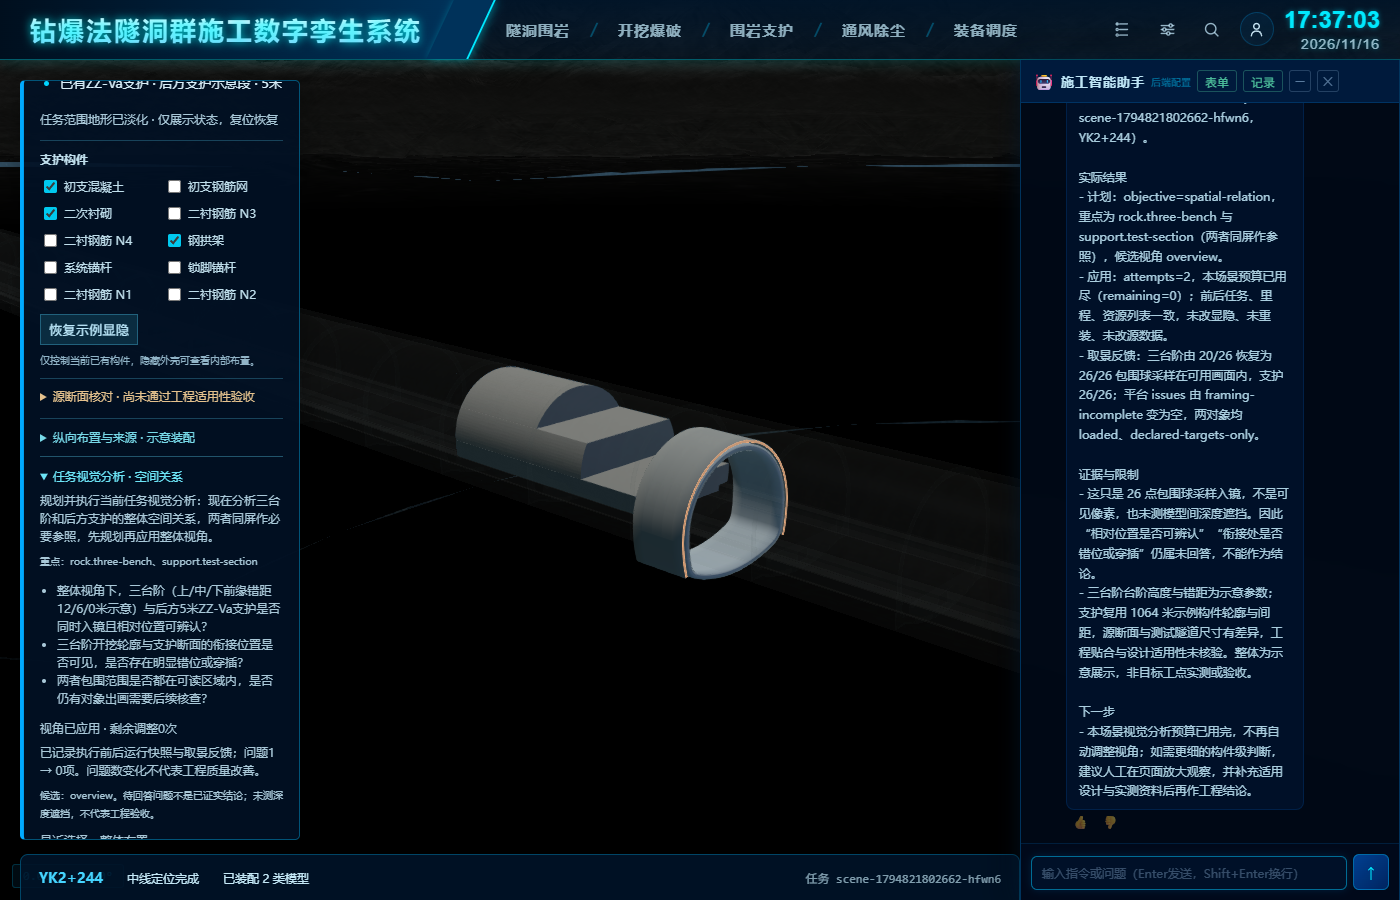 钻爆法隧洞群施工数字孪生系统
隧洞围岩 / 开挖爆破 / 围岩支护 / 通风除尘 / 装备调度
17:37:03
2026/11/16
• 已有ZZ-Va支护 · 后方支护示意段 · 5米
任务范围地形已淡化 · 仅展示状态，复位恢复
支护构件
初支混凝土 初支钢筋网
二次衬砌 二衬钢筋 N3
二衬钢筋 N4 钢拱架
系统锚杆 锁脚锚杆
二衬钢筋 N1 二衬钢筋 N2
恢复示例显隐
仅控制当前已有构件，隐藏外壳可查看内部布置。
▶ 源断面核对 · 尚未通过工程适用性验收
▶ 纵向布置与来源 · 示意装配
▼ 任务视觉分析 · 空间关系
规划并执行当前任务视觉分析：现在分析三台
阶和后方支护的整体空间关系，两者同屏作必
要参照，先规划再应用整体视角。
重点：rock.three-bench、support.test-section
• 整体视角下，三台阶（上/中/下前缘错距
12/6/0米示意）与后方5米ZZ-Va支护是否
同时入镜且相对位置可辨认？
• 三台阶开挖轮廓与支护断面的衔接位置是
否可见，是否存在明显错位或穿插？
• 两者包围范围是否都在可读区域内，是否
仍有对象出画需要后续核查？
视角已应用 · 剩余调整0次
已记录执行前后运行快照与取景反馈；问题1
→ 0项。问题数变化不代表工程质量改善。
候选：overview。待回答问题不是已证实结论；未测深
度遮挡，不代表工程验收。
最近选择 · 整体布置
YK2+244 中线定位完成 已装配 2 类模型
任务 scene-1794821802662-hfwn6
施工智能助手 后端配置 表单 记录
scene-1794821802662-hfwn6，
YK2+244）。
实际结果
- 计划：objective=spatial-relation，
重点为 rock.three-bench 与
support.test-section（两者同屏作参
照），候选视角 overview。
- 应用：attempts=2，本场景预算已用
尽（remaining=0）；前后任务、里
程、资源列表一致，未改显隐、未重
装、未改源数据。
- 取景反馈：三台阶由 20/26 恢复为
26/26 包围球采样在可用画面内，支护
26/26；平台 issues 由 framing-
incomplete 变为空，两对象均
loaded、declared-targets-only。
证据与限制
- 这只是 26 点包围球采样入镜，不是可
见像素，也未测模型间深度遮挡。因此
“相对位置是否可辨认”“衔接处是否
错位或穿插”仍属未回答，不能作为结
论。
- 三台阶台阶高度与错距为示意参数；
支护复用 1064 米示例构件轮廓与间
距，源断面与测试隧道尺寸有差异，工
程贴合与设计适用性未核验。整体为示
意展示，非目标工点实测或验收。
下一步
- 本场景视觉分析预算已用完，不再自
动调整视角；如需更细的构件级判断，
建议人工在页面放大观察，并补充适用
设计与实测资料后再作工程结论。
输入指令或问题（Enter发送，Shift+Enter换行）